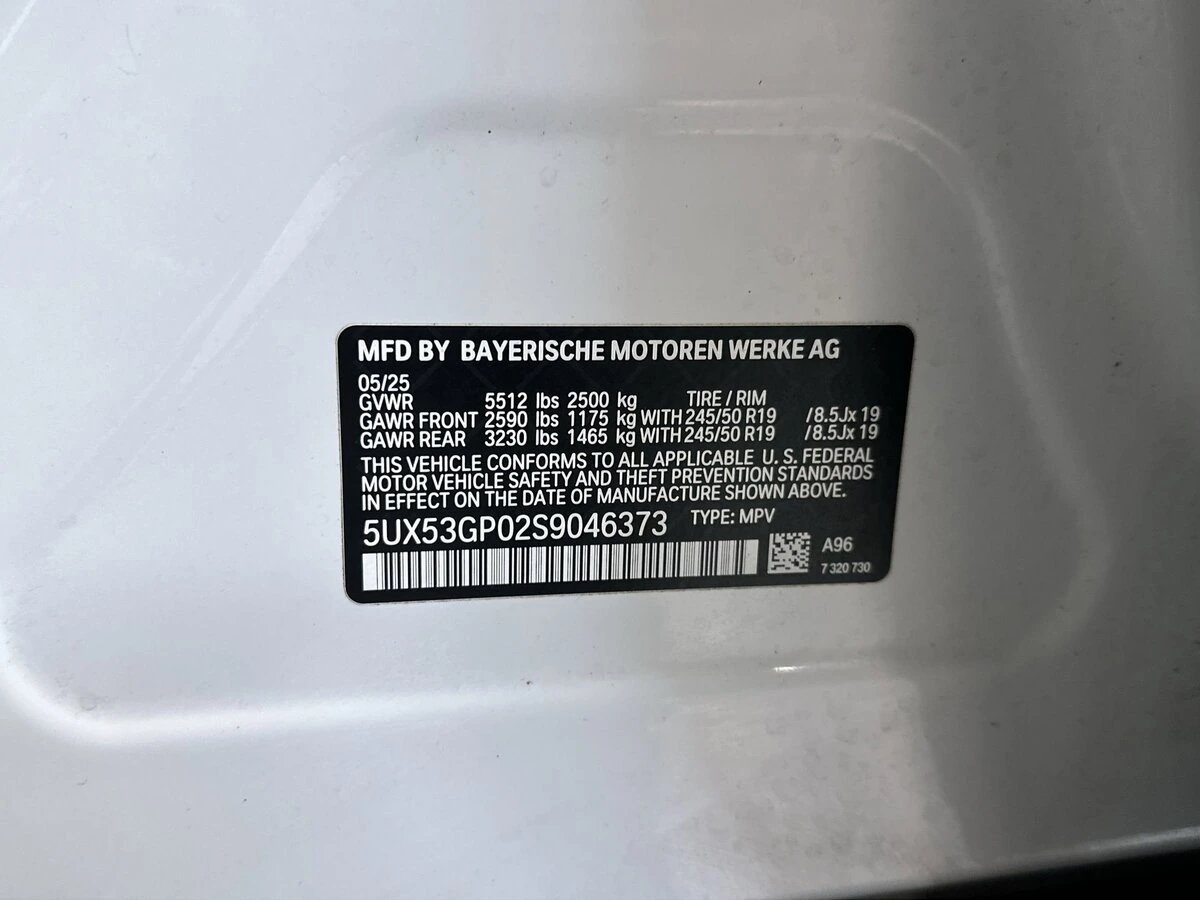 MFD BY BAYERISCHE MOTOREN WERKE AG
05/25
GVWR 5512 lbs 2500 kg TIRE / RIM
GAWR FRONT 2590 lbs 1175 kg WITH 245/50 R19 /8.5Jx 19
GAWR REAR 3230 lbs 1465 kg WITH 245/50 R19 /8.5Jx 19
THIS VEHICLE CONFORMS TO ALL APPLICABLE U. S. FEDERAL
MOTOR VEHICLE SAFETY AND THEFT PREVENTION STANDARDS
IN EFFECT ON THE DATE OF MANUFACTURE SHOWN ABOVE.
5UX53GP02S9046373 TYPE: MPV
A96
7 320 730